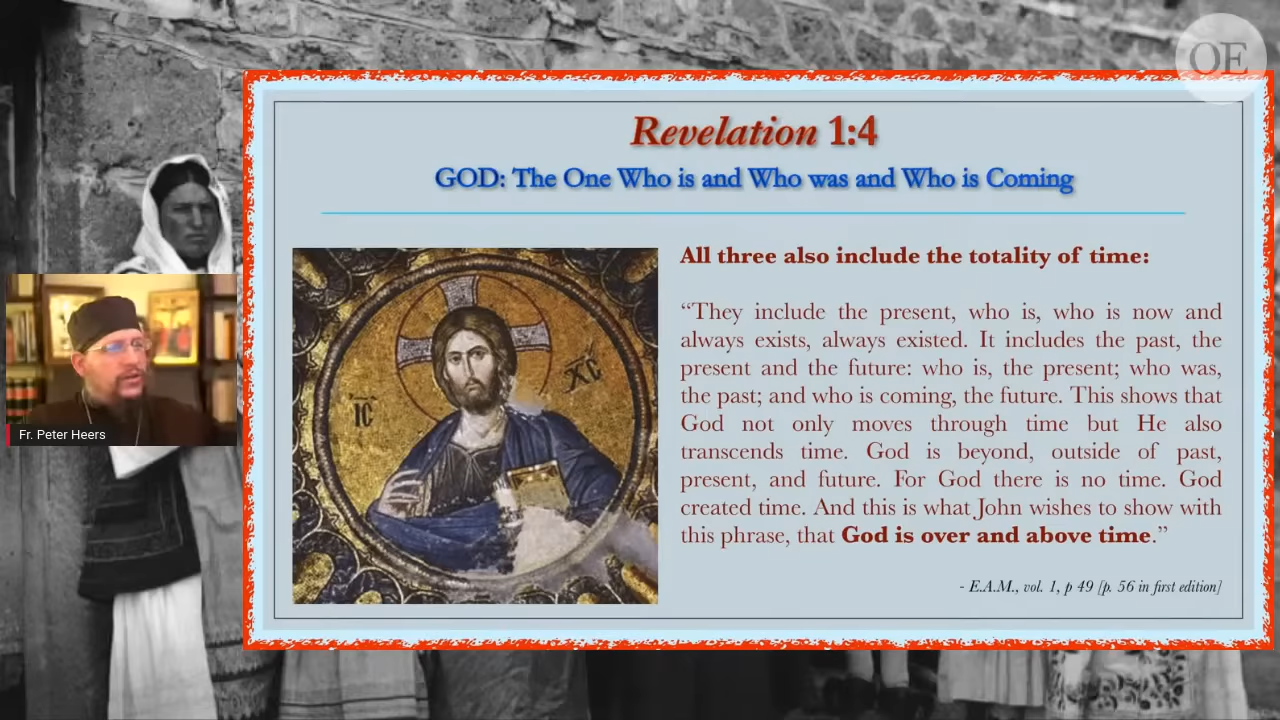 OE
Revelation 1:4
GOD: The One Who is and Who was and Who is Coming
All three also include the totality of time:
“They include the present, who is, who is now and
always exists, always existed. It includes the past, the
present and the future: who is, the present; who was,
the past; and who is coming, the future. This shows that
God not only moves through time but He also
transcends time. God is beyond, outside of past,
present, and future. For God there is no time. God
created time. And this is what John wishes to show with
this phrase, that God is over and above time.”
- E.A.M., vol. 1, p 49 [p. 56 in first edition]
IC
XC
Fr. Peter Heers